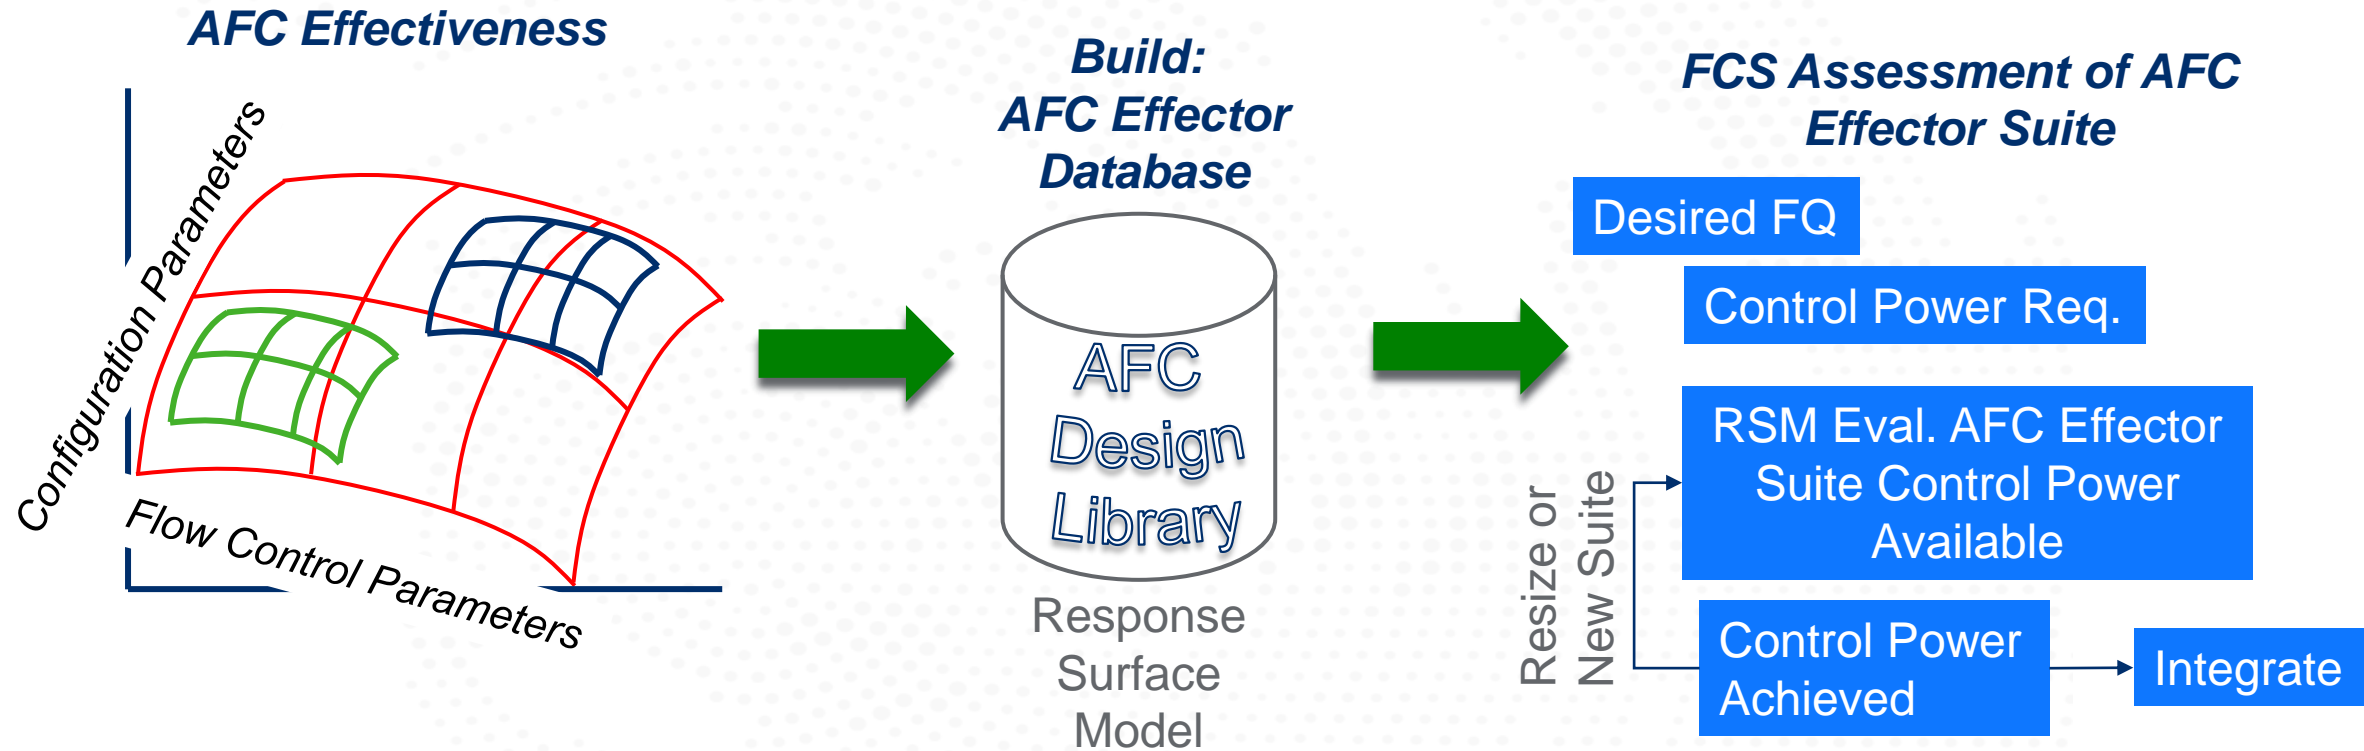 AFC Effectiveness
Configuration Parameters
Flow Control Parameters
Build:
AFC Effector
Database
AFC
Design
Library
Response
Surface
Model
FCS Assessment of AFC
Effector Suite
Desired FQ
Control Power Req.
RSM Eval. AFC Effector
Suite Control Power
Available
Resize or
New Suite
Control Power
Achieved
Integrate